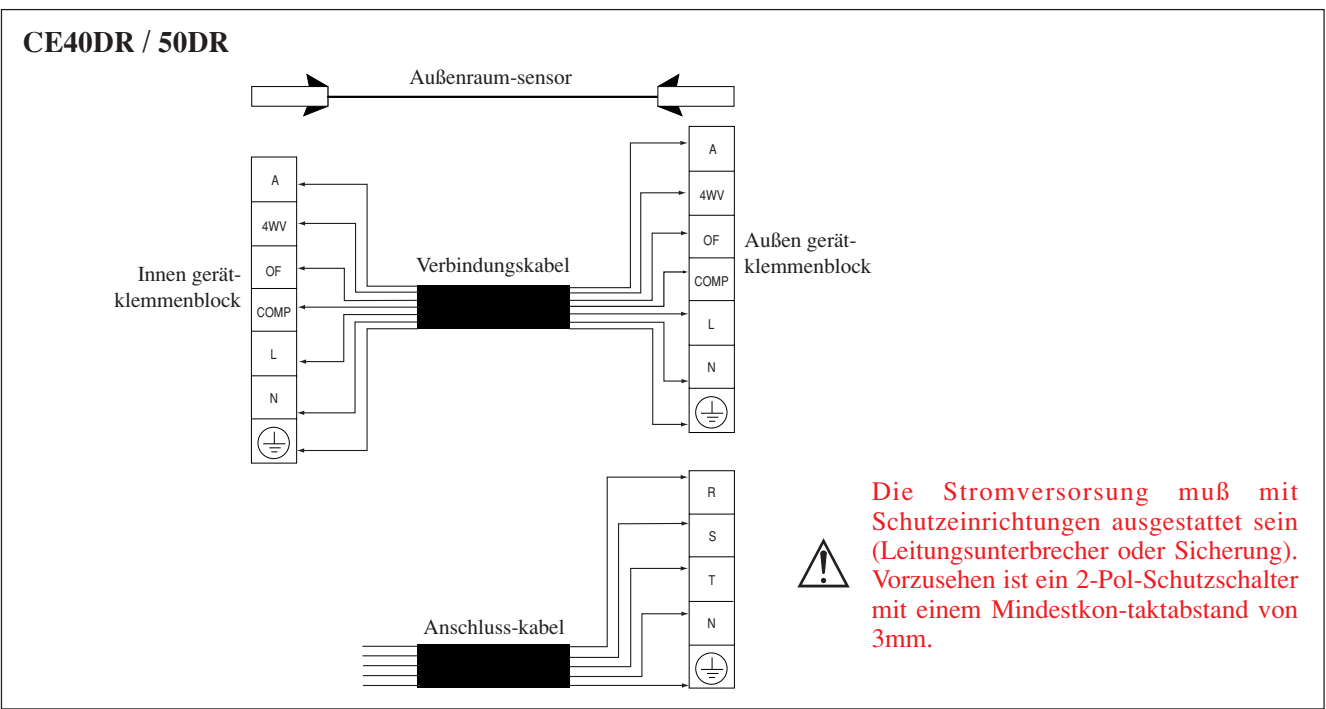 CE40DR / 50DR
Außenraum-sensor
A
4WV
OF
COMP
L
N
Innen gerät-
klemmenblock
Verbindungskabel
A
4WV
OF
COMP
L
N
Außen gerät-
klemmenblock
Anschluss-kabel
R
S
T
N
Die Stromversorsung muß mit
Schutzeinrichtungen ausgestattet sein
(Leitungsunterbrecher oder Sicherung).
Vorzusehen ist ein 2-Pol-Schutzschalter
mit einem Mindestkon-taktabstand von
3mm.